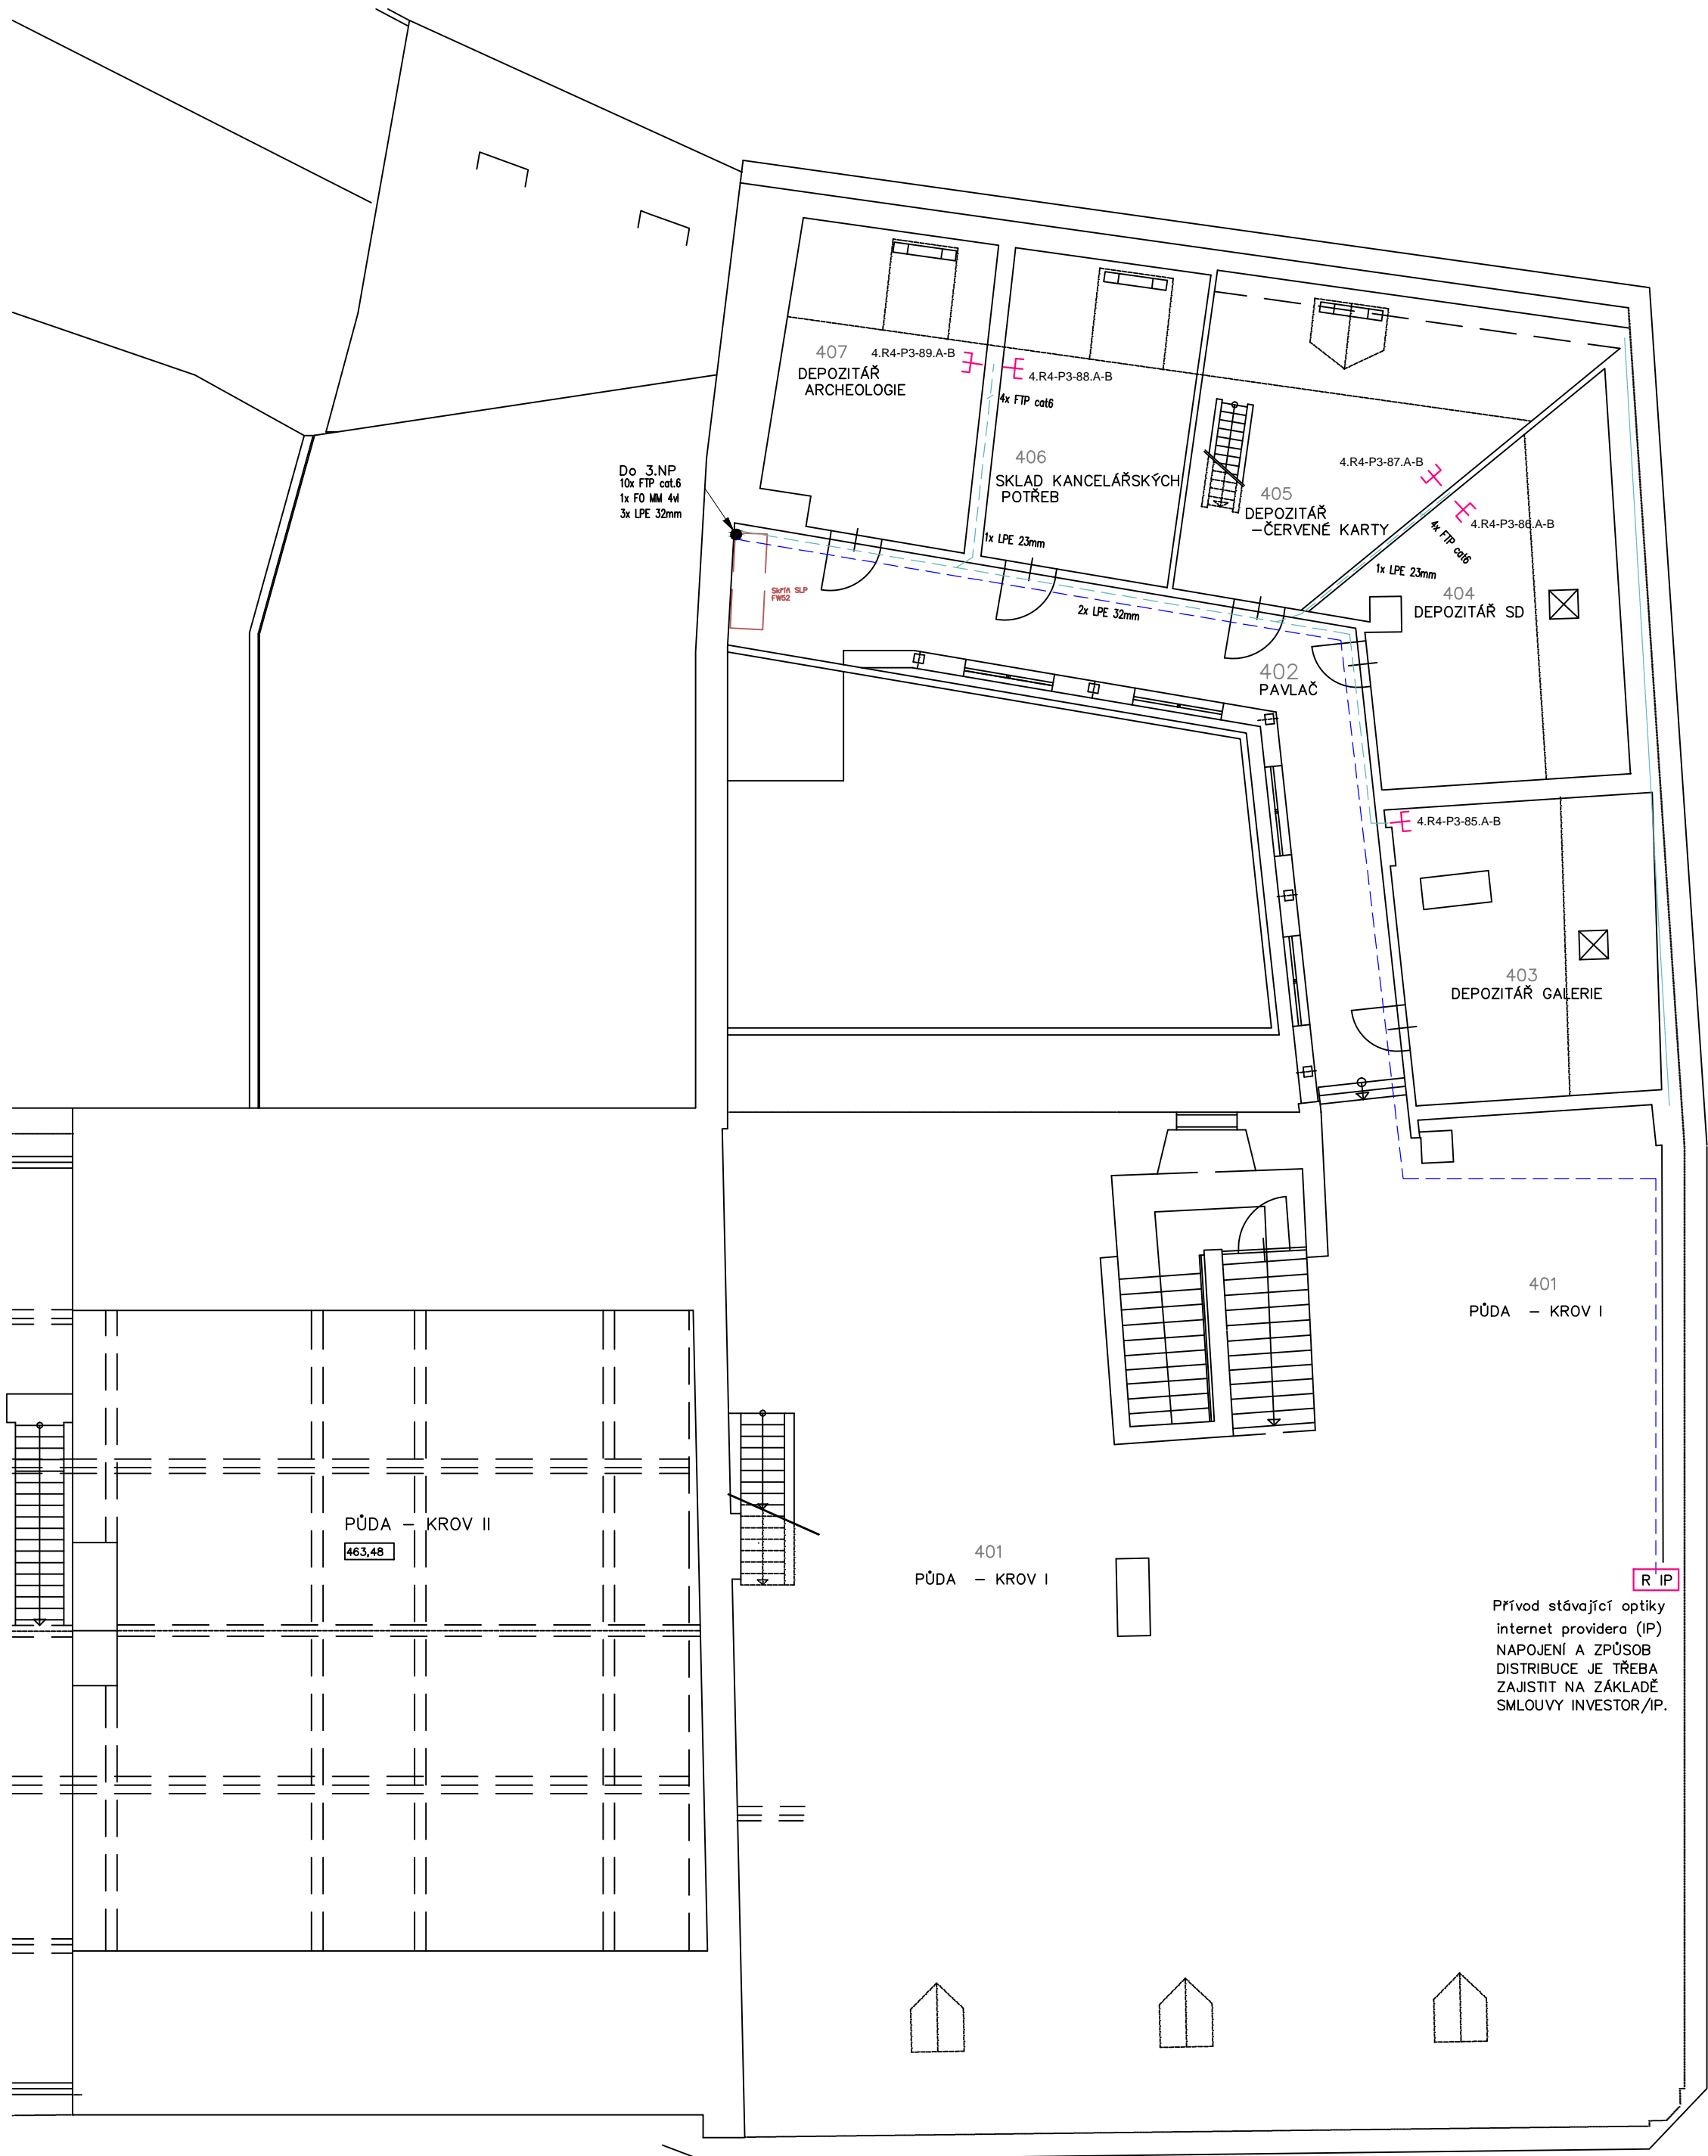 407
4.R4-P3-89.A-B
DEPOZITÁŘ
ARCHEOLOGIE
4.R4-P3-88.A-B
4x FTP cat6
406
SKLAD KANCELÁŘSKÝCH
POTŘEB
1x LPE 23mm
Do 3.NP
10x FTP cat.6
1x FO MM 4vl
3x LPE 32mm
Skříň SLP
FW52
4.R4-P3-87.A-B
405
DEPOZITÁŘ
-ČERVENÉ KARTY
4.R4-P3-86.A-B
4x FTP cat6
1x LPE 23mm
404
DEPOZITÁŘ SD
2x LPE 32mm
402
PAVLAČ
4.R4-P3-85.A-B
403
DEPOZITÁŘ GALERIE
401
PŮDA - KROV I
PŮDA - KROV II
463,48
401
PŮDA - KROV I
R IP
Přívod stávající optiky
internet providera (IP)
NAPOJENÍ A ZPŮSOB
DISTRIBUCE JE TŘEBA
ZAJISTIT NA ZÁKLADĚ
SMLOUVY INVESTOR/IP.